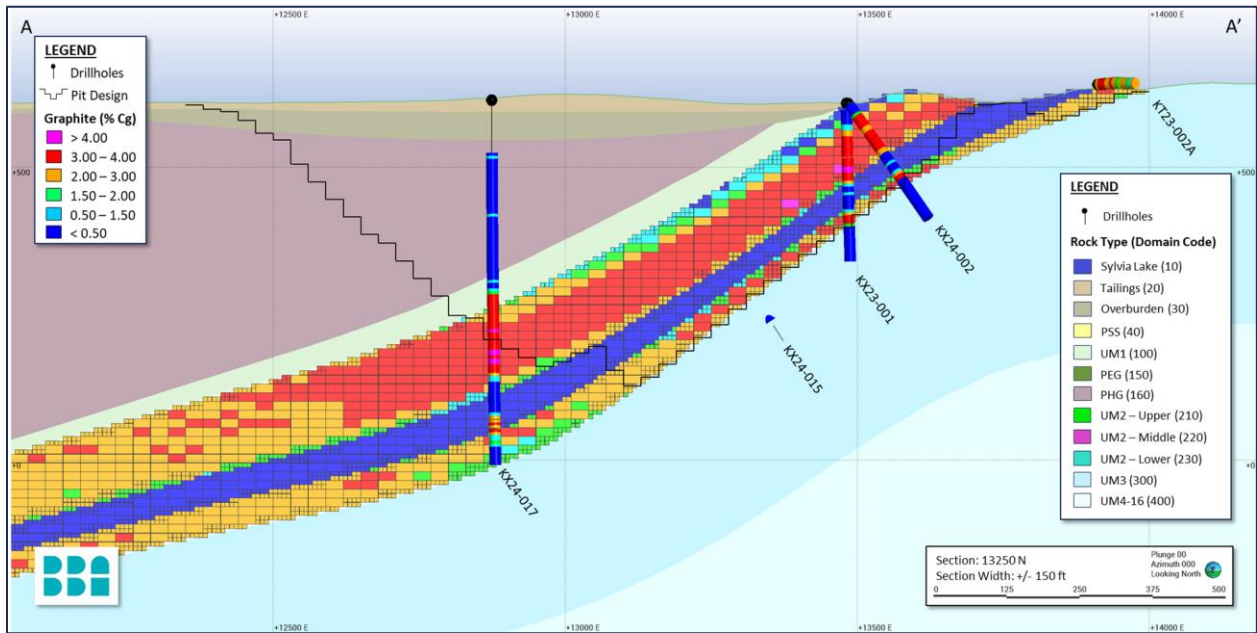 A
+12500 E
+13000 E
+13500 E
+14000 E
A’
LEGEND
Drillholes
Pit Design
Graphite (% Cg)
> 4.00
3.00 – 4.00
2.00 – 3.00
1.50 – 2.00
0.50 – 1.50
< 0.50
+500
+500
KT23-002A
KX24-002
KX23-001
KX24-015
KX24-017
LEGEND
Drillholes
Rock Type (Domain Code)
Sylvia Lake (10)
Tailings (20)
Overburden (30)
PSS (40)
UM1 (100)
PEG (150)
PHG (160)
UM2 – Upper (210)
UM2 – Middle (220)
UM2 – Lower (230)
UM3 (300)
UM4-16 (400)
+0
+0
BBA
BBA
Section: 13250 N
Section Width: +/- 150 ft
Plunge 00
Azimuth 000
Looking North
0 125 250 375 500
+12500 E
+13000 E
+13500 E
+14000 E